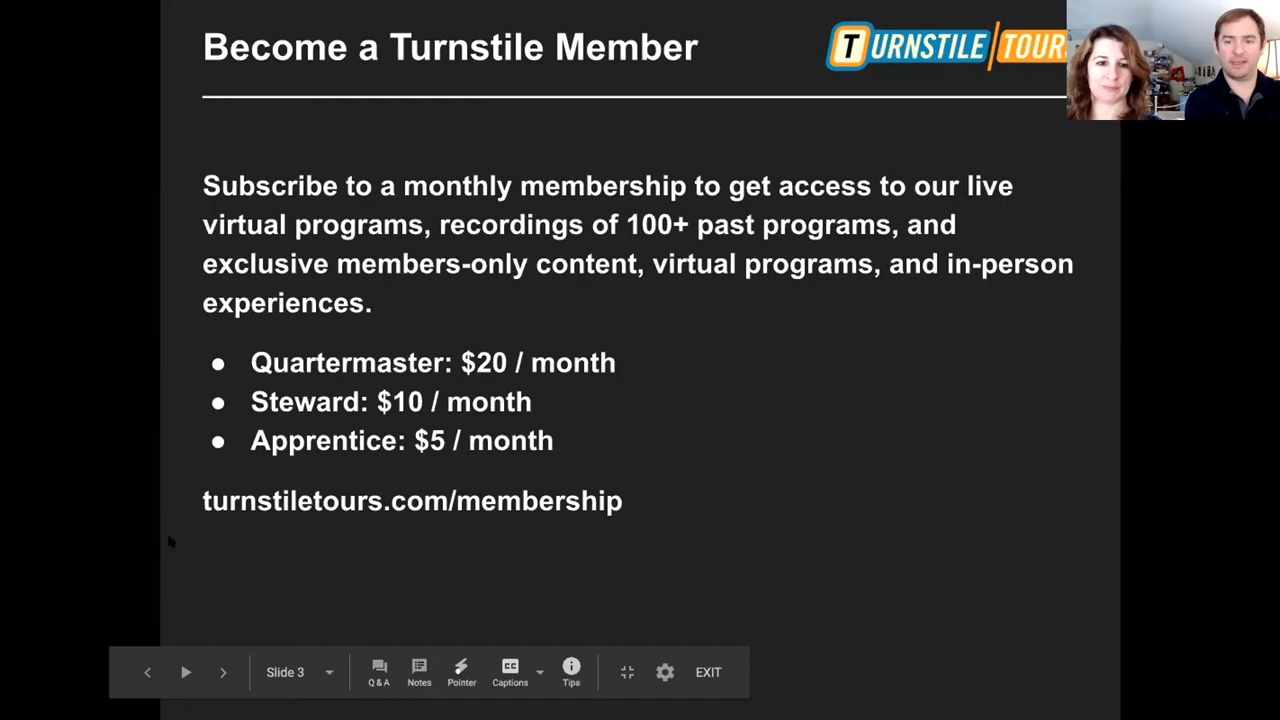 Become a Turnstile Member
TURNSTILE TOURS
Subscribe to a monthly membership to get access to our live
virtual programs, recordings of 100+ past programs, and
exclusive members-only content, virtual programs, and in-person
experiences.
● Quartermaster: $20 / month
● Steward: $10 / month
● Apprentice: $5 / month
turnstiletours.com/membership
Slide 3
Q & A
Notes
Pointer
CC
Captions
Tips
EXIT